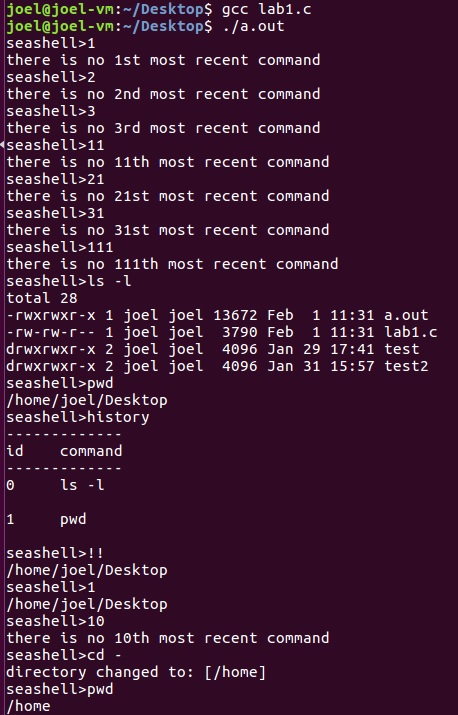 joel@joel-vm:~/Desktop$ gcc lab1.c
joel@joel-vm:~/Desktop$ ./a.out
seashell>1
there is no 1st most recent command
seashell>2
there is no 2nd most recent command
seashell>3
there is no 3rd most recent command
seashell>11
there is no 11th most recent command
seashell>21
there is no 21st most recent command
seashell>31
there is no 31st most recent command
seashell>111
there is no 111th most recent command
seashell>ls -l
total 28
-rwxrwxr-x 1 joel joel 13672 Feb  1 11:31 a.out
-rw-rw-r-- 1 joel joel  3790 Feb  1 11:31 lab1.c
drwxrwxr-x 2 joel joel  4096 Jan 29 17:41 test
drwxrwxr-x 2 joel joel  4096 Jan 31 15:57 test2
seashell>pwd
/home/joel/Desktop
seashell>history
-------------
id    command
-------------
0     ls -l
1     pwd
seashell>!!
/home/joel/Desktop
seashell>1
/home/joel/Desktop
seashell>10
there is no 10th most recent command
seashell>cd -
directory changed to: [/home]
seashell>pwd
/home